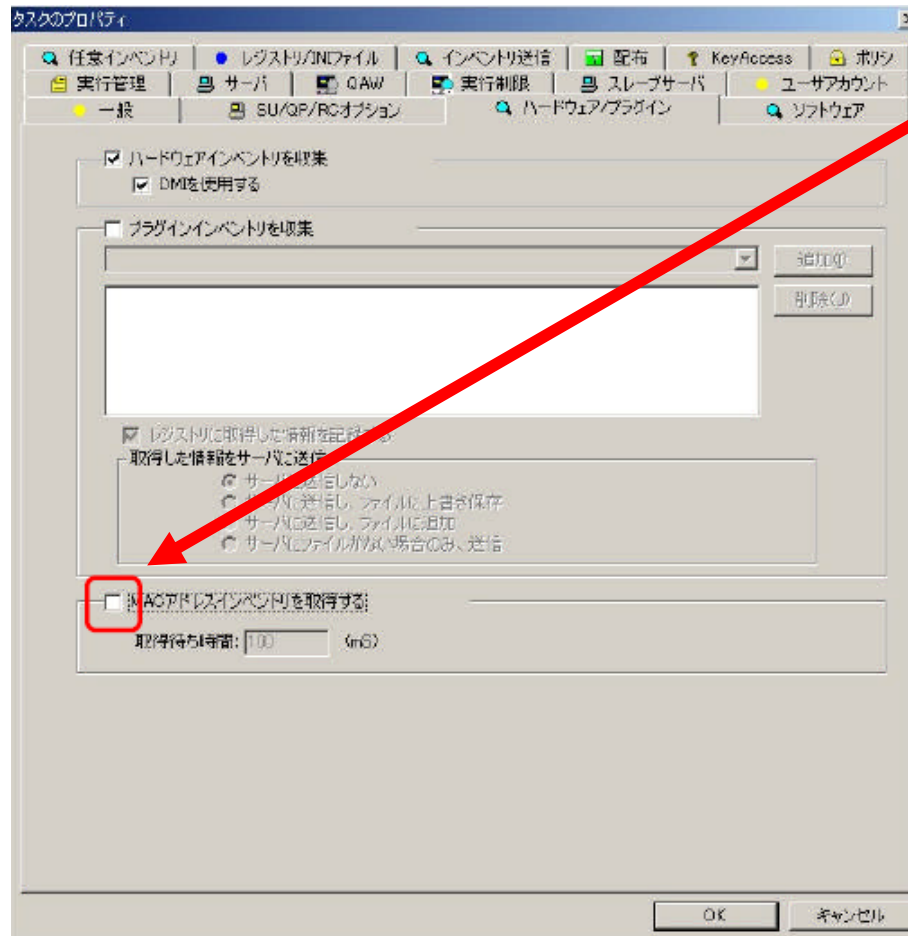 タスクのプロパティ
任意インベントリ レジストリ/INIファイル インベントリ送信 配布 KeyAccess ポリシ
実行管理 サーバ QAW 実行制限 スレーブサーバ ユーザアカウント
一般 SU/QP/RCオプション ハードウェア/プラグイン ソフトウェア
ハードウェアインベントリを収集
DMIを使用する
プラグインインベントリを収集
追加(I)
削除(J)
レジストリに取得した情報を記録する
取得した情報をサーバに送信
サーバに送信しない
サーバに送信し、ファイルに上書き保存
サーバに送信し、ファイルに追加
サーバにファイルがない場合のみ、送信
MACアドレスインベントリを取得する
取得待ち時間: 100 (mS)
OK キャンセル